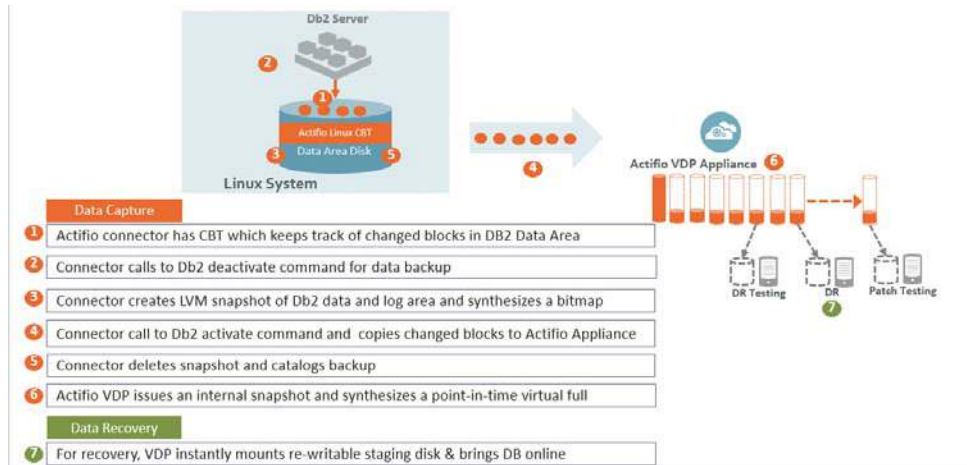 Db2 Server
2
1
Actifio Linux CBT
3
Data Area Disk
5
Linux System
4
Actifio VDP Appliance
6
DR Testing
DR
Patch Testing
7
Data Capture
1 Actifio connector has CBT which keeps track of changed blocks in DB2 Data Area
2 Connector calls to Db2 deactivate command for data backup
3 Connector creates LVM snapshot of Db2 data and log area and synthesizes a bitmap
4 Connector call to Db2 activate command and copies changed blocks to Actifio Appliance
5 Connector deletes snapshot and catalogs backup
6 Actifio VDP issues an internal snapshot and synthesizes a point-in-time virtual full
Data Recovery
7 For recovery, VDP instantly mounts re-writable staging disk & brings DB online